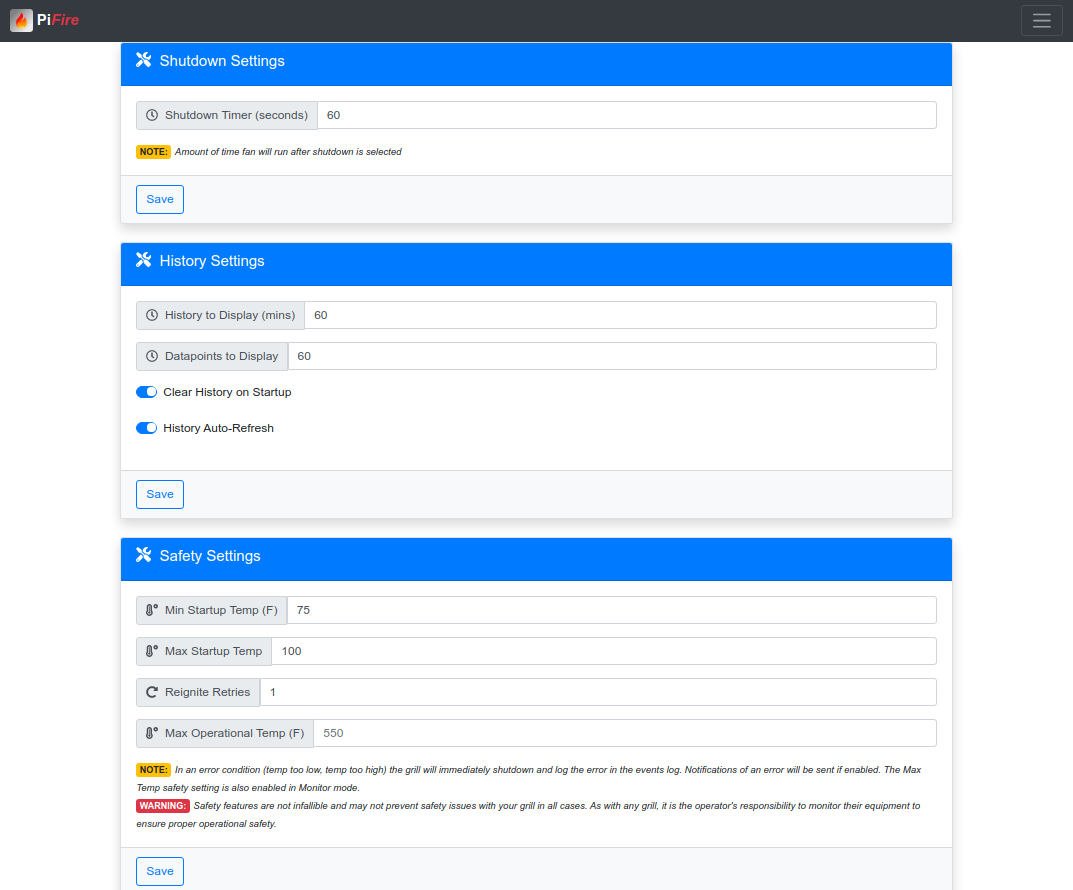 PiFire
Shutdown Settings
Shutdown Timer (seconds) 60
NOTE: Amount of time fan will run after shutdown is selected
Save
History Settings
History to Display (mins) 60
Datapoints to Display 60
Clear History on Startup
History Auto-Refresh
Save
Safety Settings
Min Startup Temp (F) 75
Max Startup Temp 100
Reignite Retries 1
Max Operational Temp (F) 550
NOTE: In an error condition (temp too low, temp too high) the grill will immediately shutdown and log the error in the events log. Notifications of an error will be sent if enabled. The Max
Temp safety setting is also enabled in Monitor mode.
WARNING: Safety features are not infallible and may not prevent safety issues with your grill in all cases. As with any grill, it is the operator's responsibility to monitor their equipment to
ensure proper operational safety.
Save